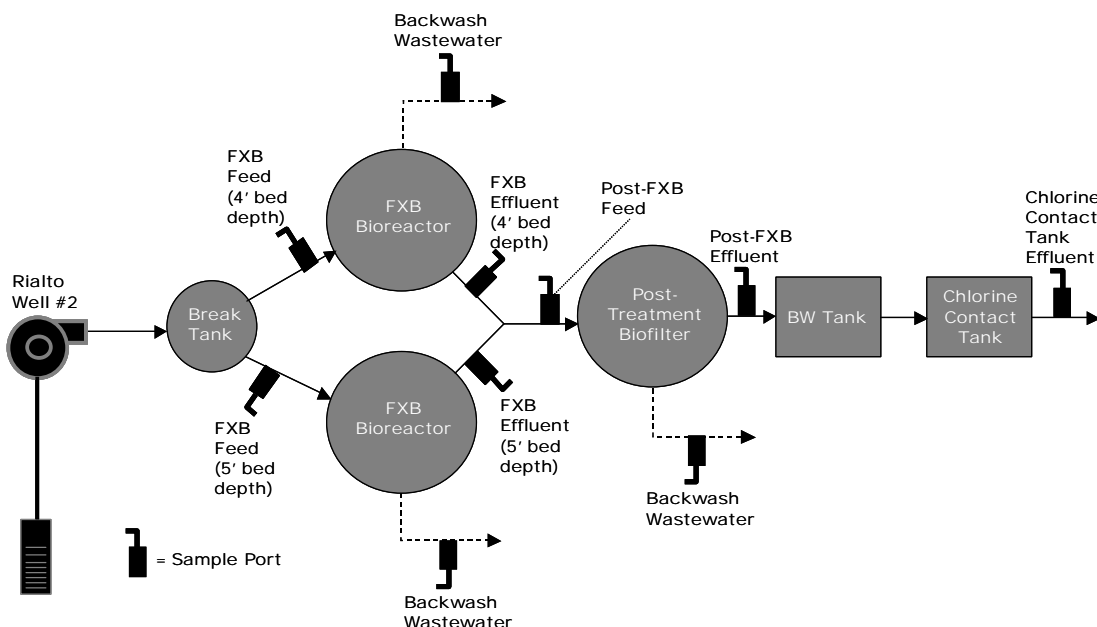 Backwash
Wastewater
FXB
Feed
(4' bed
depth)
FXB
Bioreactor
FXB
Effluent
(4' bed
depth)
Post-FXB
Feed
Post-FXB
Effluent
Chlorine
Contact
Tank
Effluent
Rialto
Well #2
Break
Tank
Post-
Treatment
Biofilter
BW Tank
Chlorine
Contact
Tank
FXB
Feed
(5' bed
depth)
FXB
Bioreactor
FXB
Effluent
(5' bed
depth)
Backwash
Wastewater
= Sample Port
Backwash
Wastewater